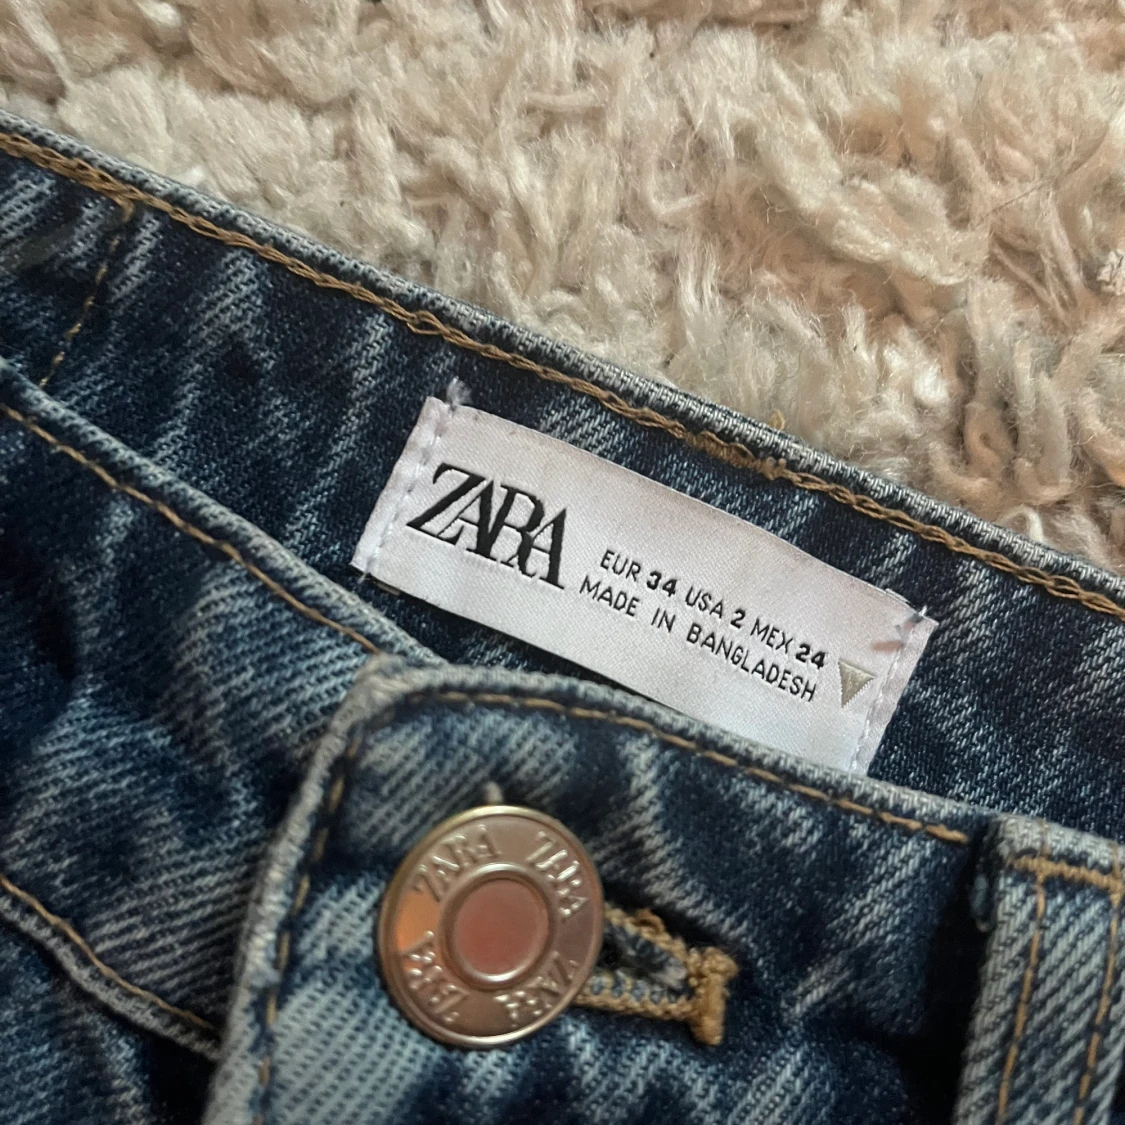 ZARA
EUR 34 USA 2 MEX 24
MADE IN BANGLADESH
ZARA ZARA ZARA ZARA